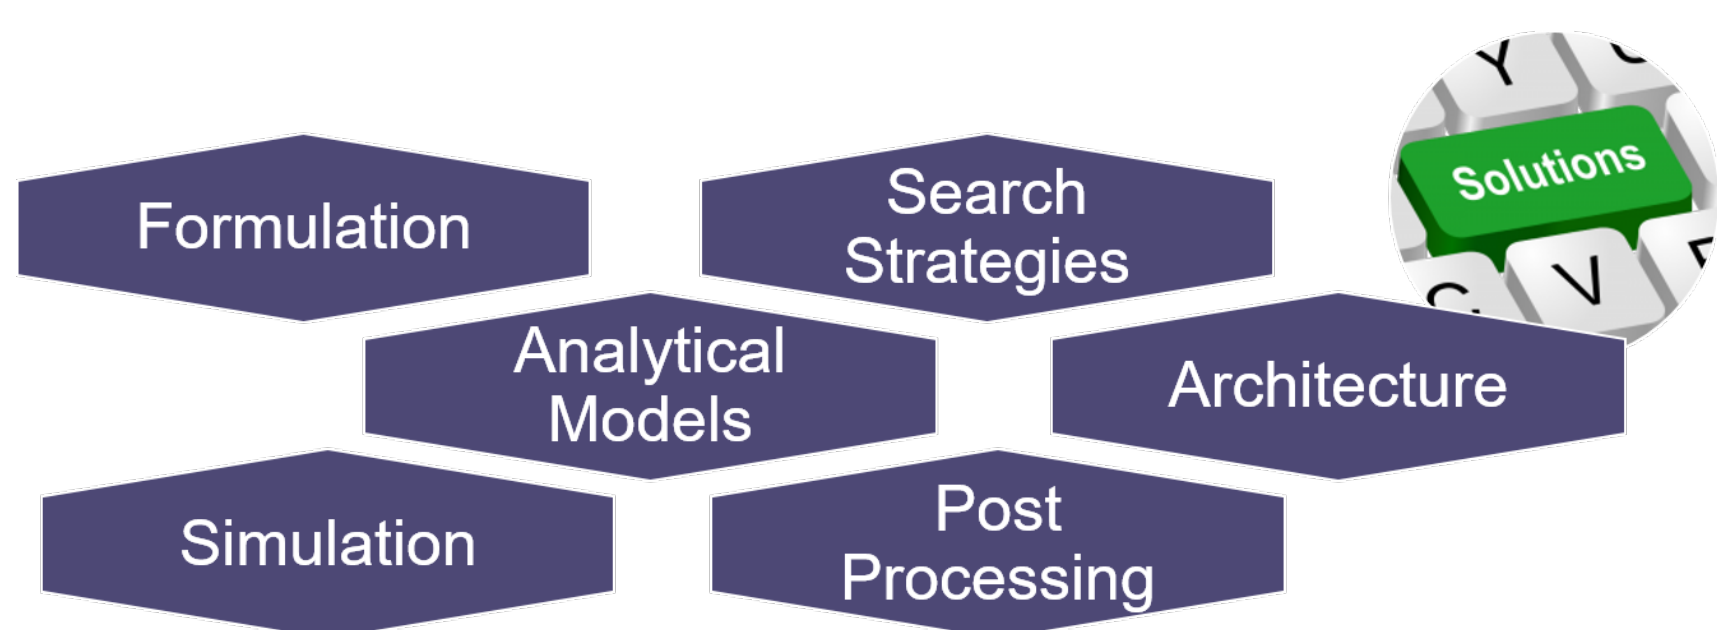 Formulation
Search
Strategies
Solutions
Y
C
V
Analytical
Models
Architecture
Simulation
Post
Processing